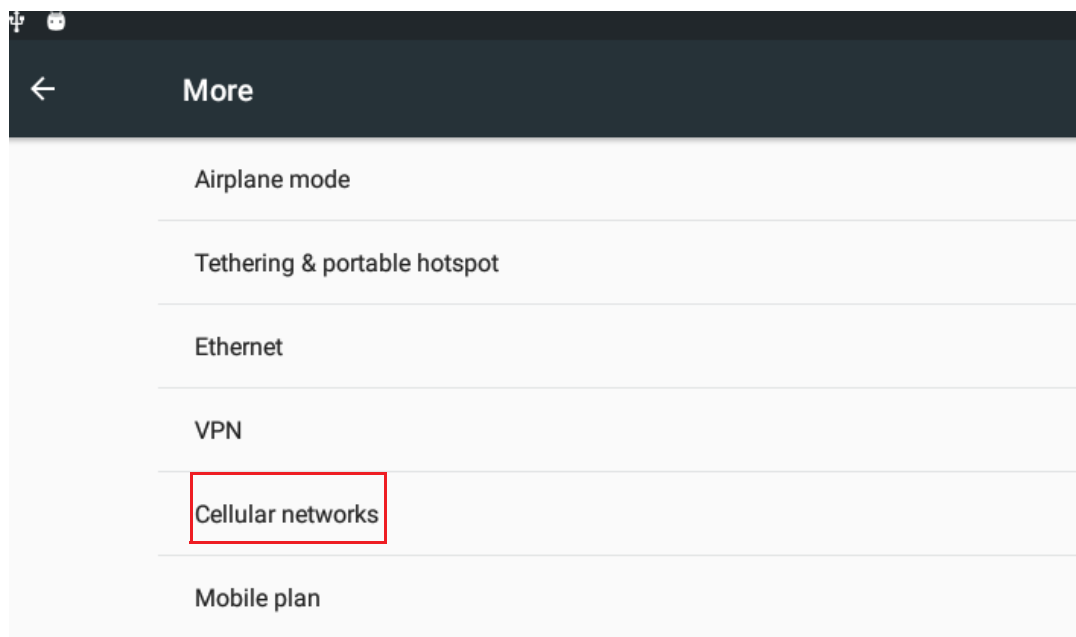 More
Airplane mode
Tethering & portable hotspot
Ethernet
VPN
Cellular networks
Mobile plan